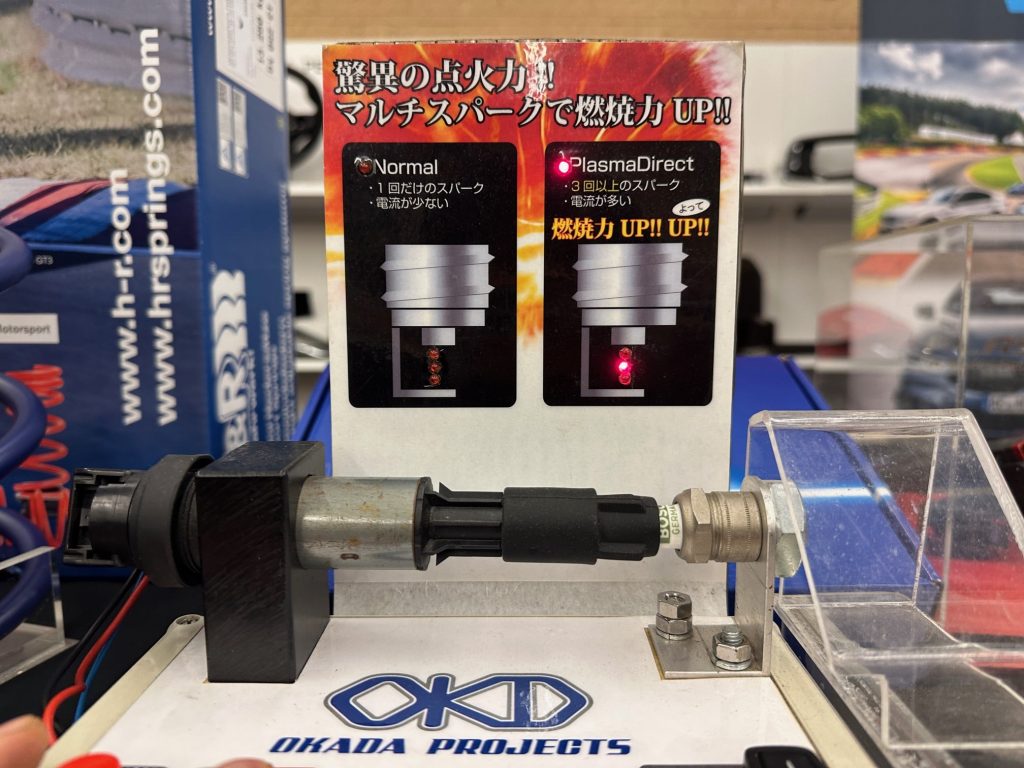 驚異の点火力!!
マルチスパークで燃焼力 UP!!
Normal
・1回だけのスパーク
・電流が少ない
PlasmaDirect
・3回以上のスパーク
・電流が多い
よって
燃焼力 UP!! UP!!
www.h-r.com
www.hrsprings.com
GT3
Motorsport
GERMA
OKD
OKADA PROJECTS